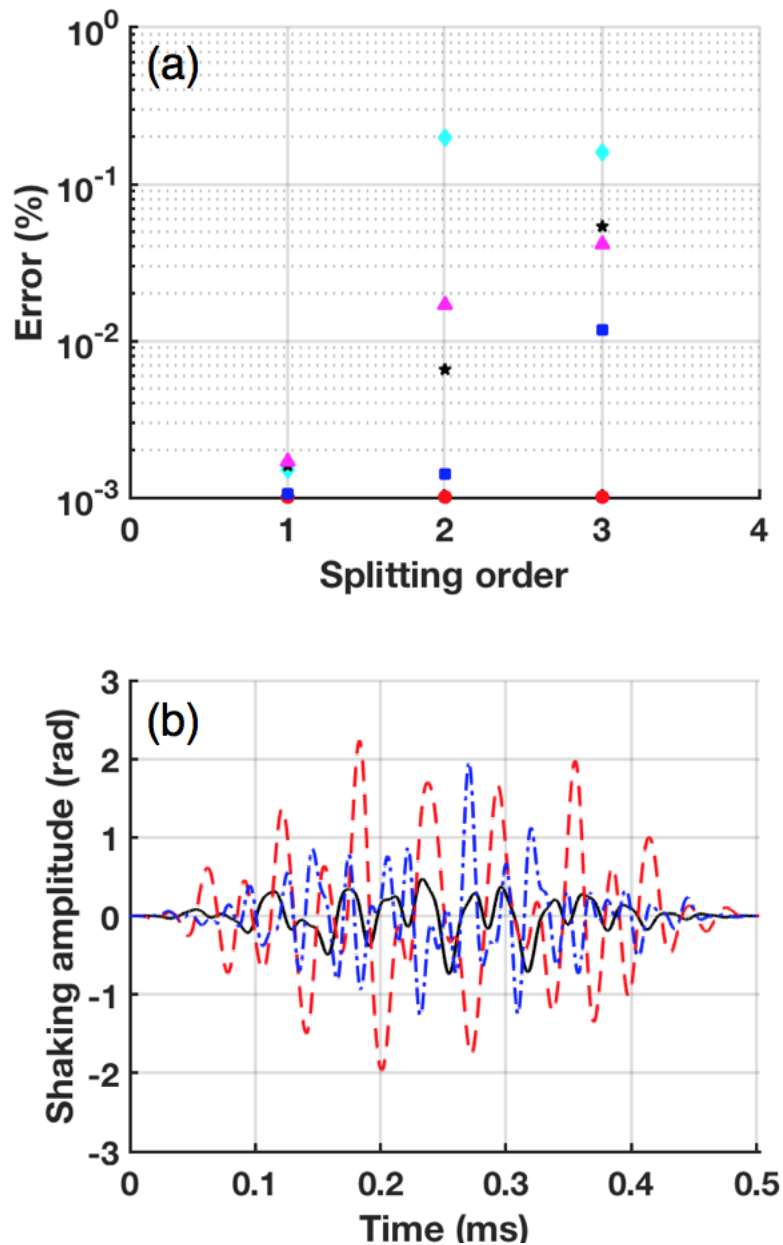 (a)
10^0
10^-1
10^-2
10^-3
Error (%)
0 1 2 3 4
Splitting order
(b)
3
2
1
0
-1
-2
-3
Shaking amplitude (rad)
0 0.1 0.2 0.3 0.4 0.5
Time (ms)